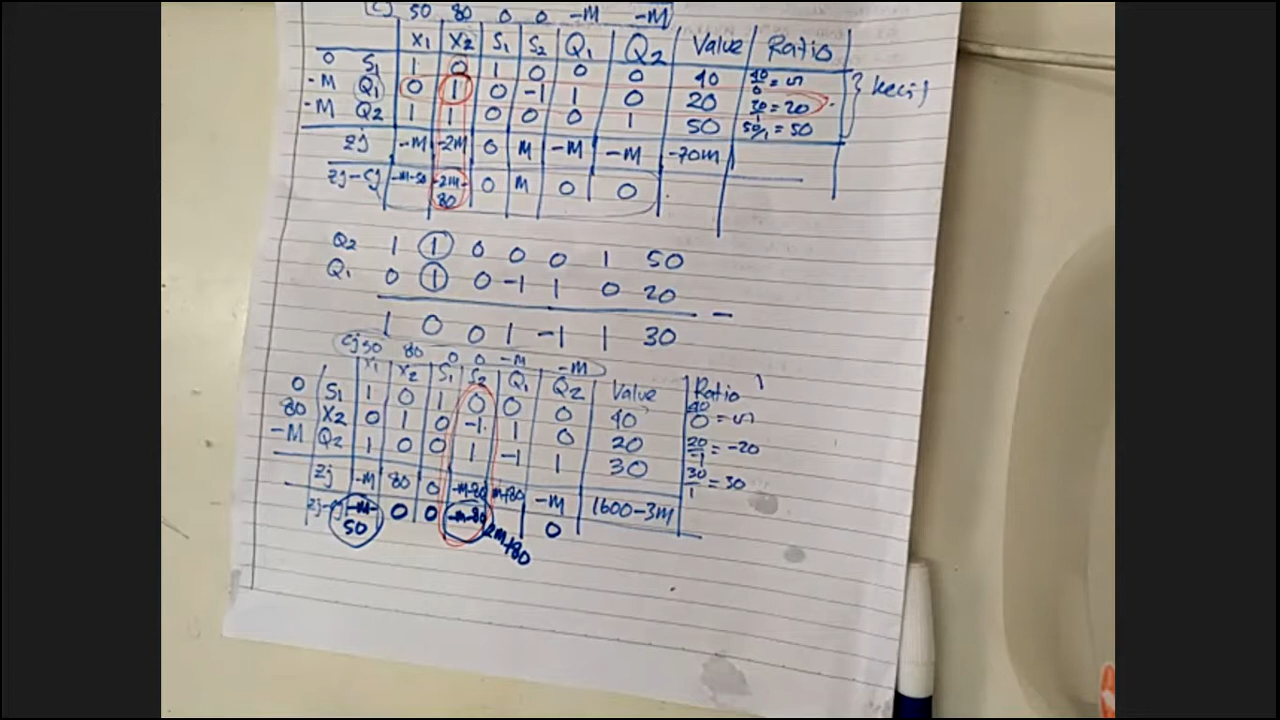 Cj 50 80 0 0 -M -M
X1 X2 S1 S2 Q1 Q2 Value Ratio
0 S1 1 0 1 0 0 0 40 40/0 = ∽
-M Q1 0 1 0 -1 1 0 20 20/1 = 20
-M Q2 1 1 0 0 0 1 50 50/1 = 50
Zj -M -2M 0 M -M -M -70M
Zj-Cj -M-50 -2M-80 0 M 0 0
Q2 1 1 0 0 0 1 50
Q1 0 1 0 -1 1 0 20
-
1 0 0 1 -1 1 30
Cj 50 80 0 0 -M -M
X1 X2 S1 S2 Q1 Q2 Value Ratio
0 S1 1 0 1 0 0 0 40 40/0 = ∽
80 X2 0 1 0 -1 1 0 20 20/-1 = -20
-M Q2 1 0 0 1 -1 1 30 30/1 = 30
Zj -M 80 0 -M-80 M+80 -M 1600-3M
Zj-Cj -M-50 0 0 -M-80 2M+80 0